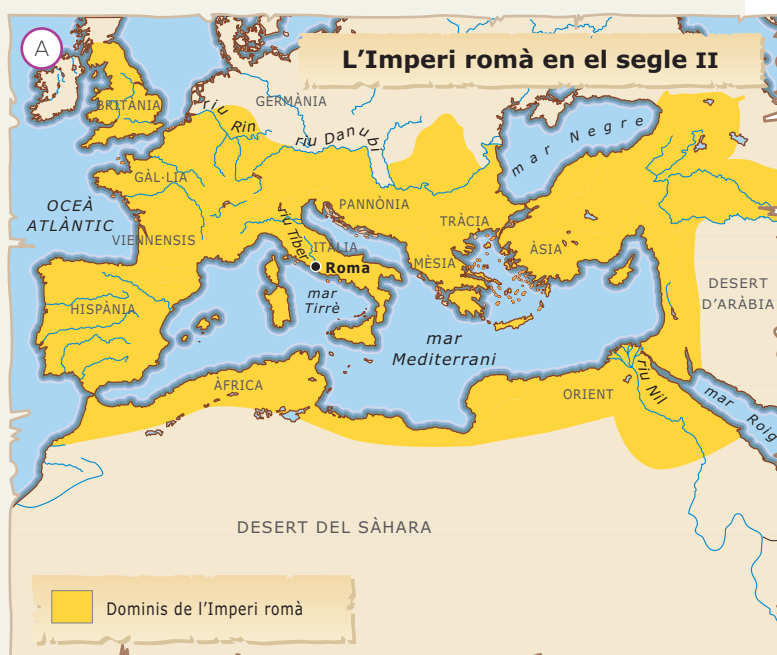 A
L’Imperi romà en el segle II
BRITÀNIA
GERMÀNIA
riu Rin
riu Danubi
mar Negre
GÀL·LIA
OCEÀ
ATLÀNTIC
VIENNENSIS
PANNÒNIA
TRÀCIA
riu Tíber
ITÀLIA
MÈSIA
ÀSIA
Roma
mar
Tirrè
HISPÀNIA
DESERT
D’ARÀBIA
mar
Mediterrani
ÀFRICA
ORIENT
riu Nil
mar Roig
DESERT DEL SÀHARA
Dominis de l’Imperi romà